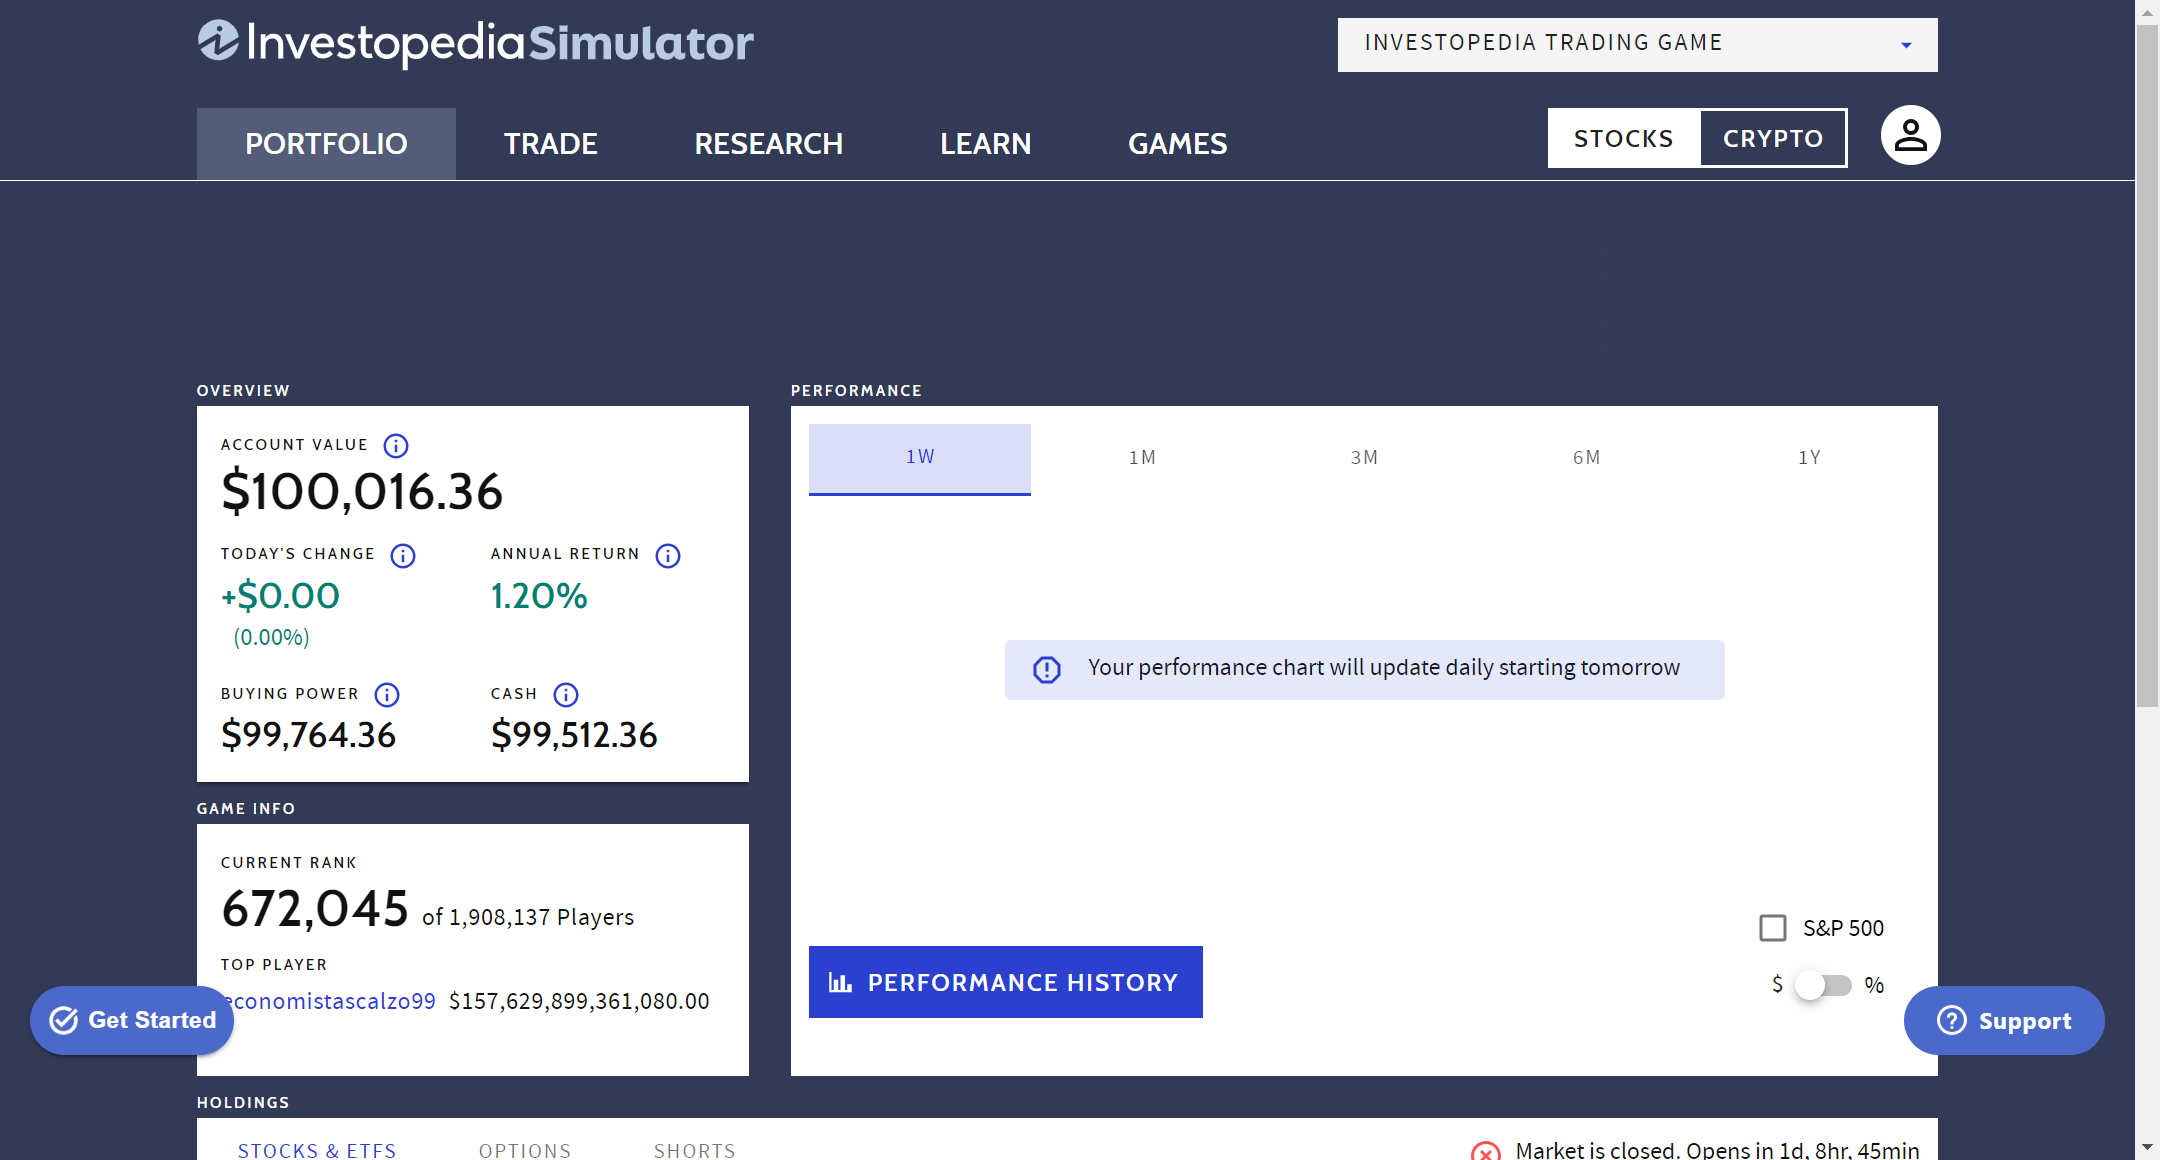 InvestopediaSimulator
INVESTOPEDIA TRADING GAME
PORTFOLIO
TRADE
RESEARCH
LEARN
GAMES
STOCKS
CRYPTO
OVERVIEW
ACCOUNT VALUE
$100,016.36
TODAY'S CHANGE
ANNUAL RETURN
+$0.00
1.20%
(0.00%)
BUYING POWER
CASH
$99,764.36
$99,512.36
GAME INFO
CURRENT RANK
672,045 of 1,908,137 Players
TOP PLAYER
economistascalzo99 $157,629,899,361,080.00
Get Started
PERFORMANCE
1W
1M
3M
6M
1Y
Your performance chart will update daily starting tomorrow
S&P 500
PERFORMANCE HISTORY
$ %
Support
HOLDINGS
STOCKS & ETFS
OPTIONS
SHORTS
Market is closed. Opens in 1d, 8hr, 45min